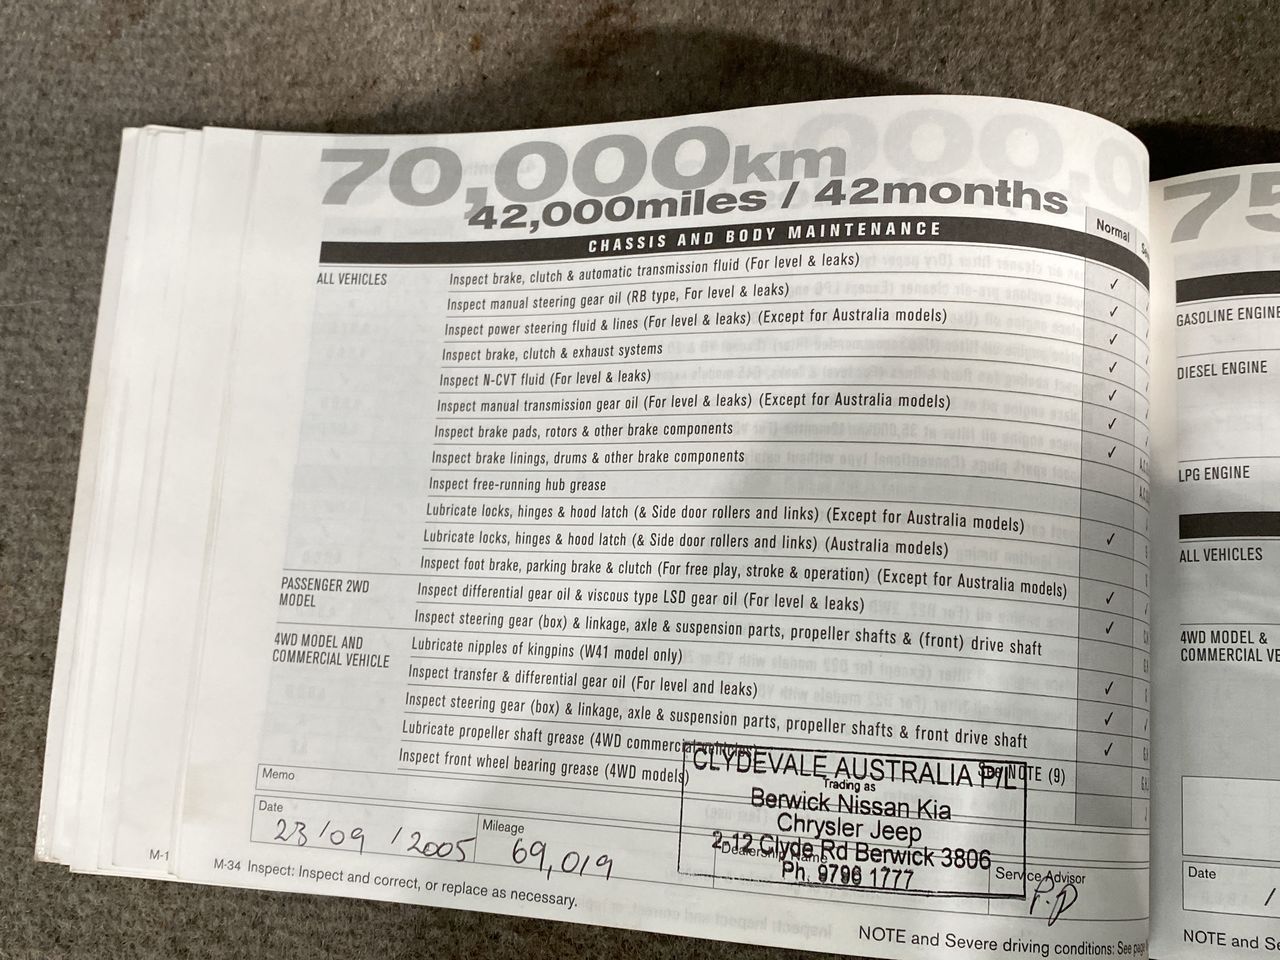 70,000km
42,000miles / 42months
CHASSIS AND BODY MAINTENANCE
Normal
ALL VEHICLES
Inspect brake, clutch & automatic transmission fluid (For level & leaks) ✓
Inspect manual steering gear oil (RB type, For level & leaks) ✓
Inspect power steering fluid & lines (For level & leaks) (Except for Australia models) ✓
Inspect brake, clutch & exhaust systems ✓
Inspect N-CVT fluid (For level & leaks) ✓
Inspect manual transmission gear oil (For level & leaks) (Except for Australia models) ✓
Inspect brake pads, rotors & other brake components ✓
Inspect brake linings, drums & other brake components
Inspect free-running hub grease
Lubricate locks, hinges & hood latch (& Side door rollers and links) (Except for Australia models) ✓
Lubricate locks, hinges & hood latch (& Side door rollers and links) (Australia models)
Inspect foot brake, parking brake & clutch (For free play, stroke & operation) (Except for Australia models) ✓
PASSENGER 2WD
MODEL
Inspect differential gear oil & viscous type LSD gear oil (For level & leaks) ✓
Inspect steering gear (box) & linkage, axle & suspension parts, propeller shafts & (front) drive shaft
4WD MODEL AND
COMMERCIAL VEHICLE
Lubricate nipples of kingpins (W41 model only) ✓
Inspect transfer & differential gear oil (For level and leaks) ✓
Inspect steering gear (box) & linkage, axle & suspension parts, propeller shafts & front drive shaft ✓
Lubricate propeller shaft grease (4WD commercial vehicles)
Inspect front wheel bearing grease (4WD models) See NOTE (9)
Memo
CLYDEVALE AUSTRALIA P/L
Trading as
Berwick Nissan Kia
Chrysler Jeep
2-12 Clyde Rd Berwick 3806
Ph. 9796 1777
Date
23/09/2005
Mileage
69,019
Dealership Name
Service Advisor
P.P
M-1
M-34 Inspect: Inspect and correct, or replace as necessary.
NOTE and Severe driving conditions: See page
75
GASOLINE ENGINE
DIESEL ENGINE
LPG ENGINE
ALL VEHICLES
4WD MODEL &
COMMERCIAL VE
Date
/
NOTE and Se